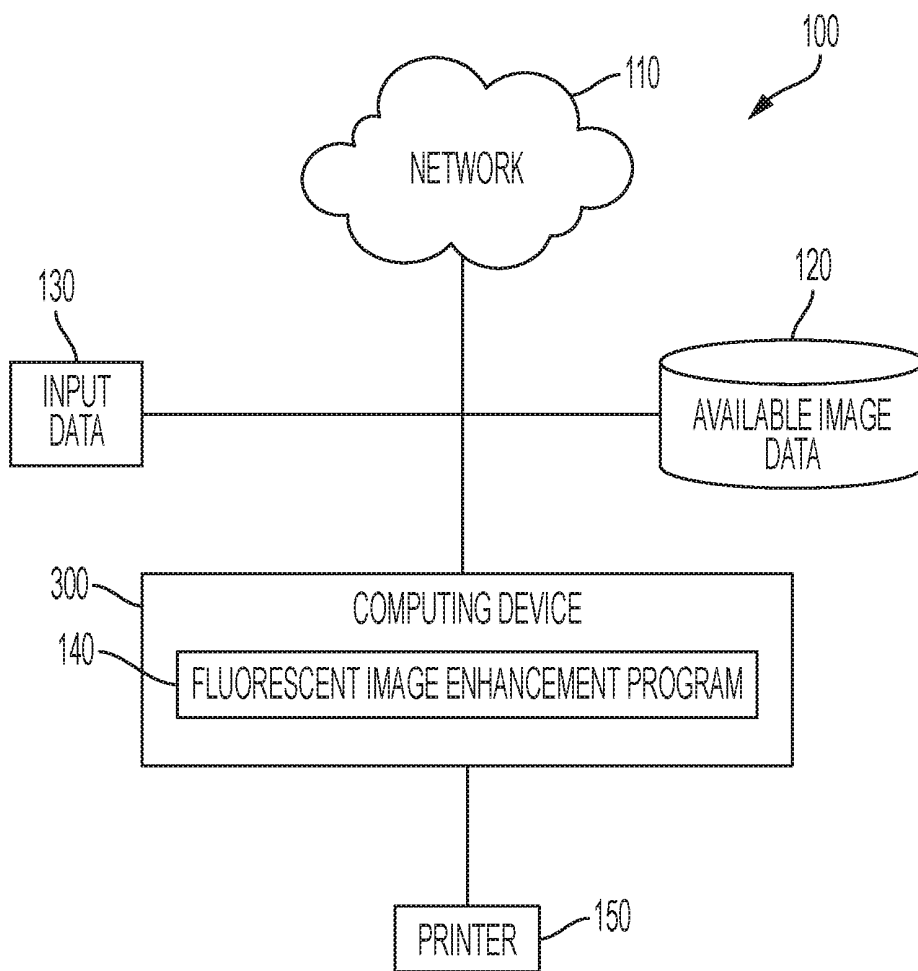 100
110
NETWORK
130
120
INPUT
DATA
AVAILABLE IMAGE
DATA
300
COMPUTING DEVICE
140
FLUORESCENT IMAGE ENHANCEMENT PROGRAM
PRINTER
150